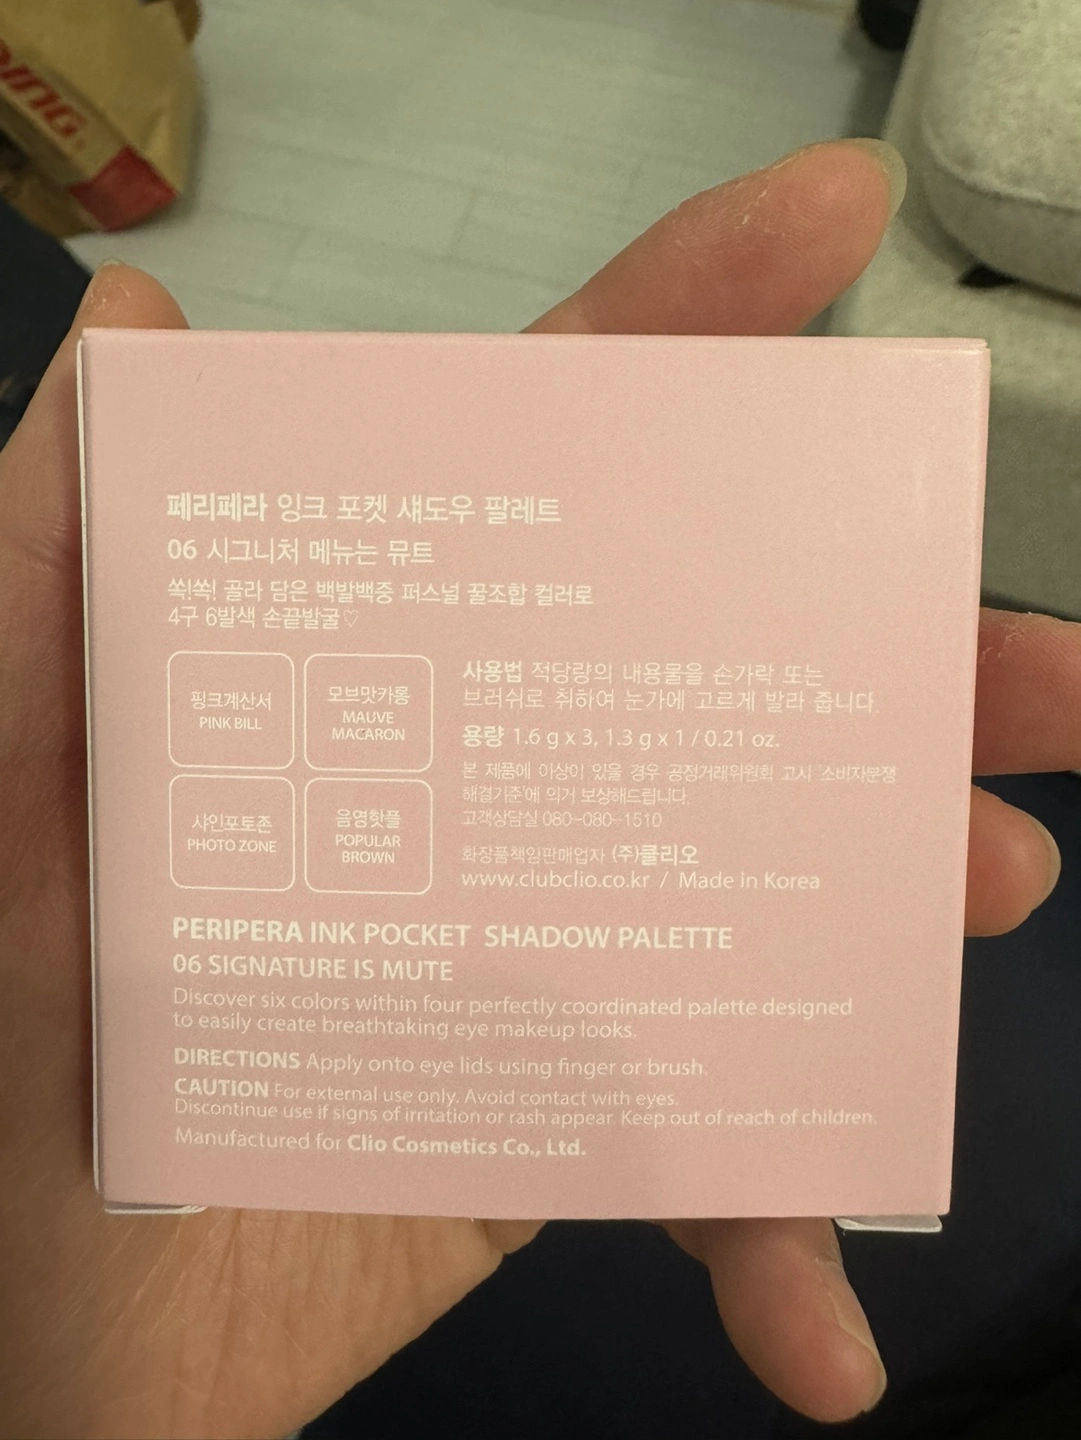 페리페라 잉크 포켓 섀도우 팔레트
06 시그니처 메뉴는 뮤트
쏙!쏙! 골라 담은 백발백중 퍼스널 꿀조합 컬러로
4구 6발색 손끝발굴♡
핑크계산서
PINK BILL
모브맛카롱
MAUVE
MACARON
샤인포토존
PHOTO ZONE
음영핫플
POPULAR
BROWN
사용법 적당량의 내용물을 손가락 또는
브러쉬로 취하여 눈가에 고르게 발라 줍니다.
용량 1.6 g x 3, 1.3 g x 1 / 0.21 oz.
본 제품에 이상이 있을 경우 공정거래위원회 고시 '소비자분쟁
해결기준'에 의거 보상해드립니다.
고객상담실 080-080-1510
화장품책임판매업자 (주)클리오
www.clubclio.co.kr / Made in Korea
PERIPERA INK POCKET SHADOW PALETTE
06 SIGNATURE IS MUTE
Discover six colors within four perfectly coordinated palette designed
to easily create breathtaking eye makeup looks.
DIRECTIONS Apply onto eye lids using finger or brush.
CAUTION For external use only. Avoid contact with eyes.
Discontinue use if signs of irritation or rash appear. Keep out of reach of children.
Manufactured for Clio Cosmetics Co., Ltd.